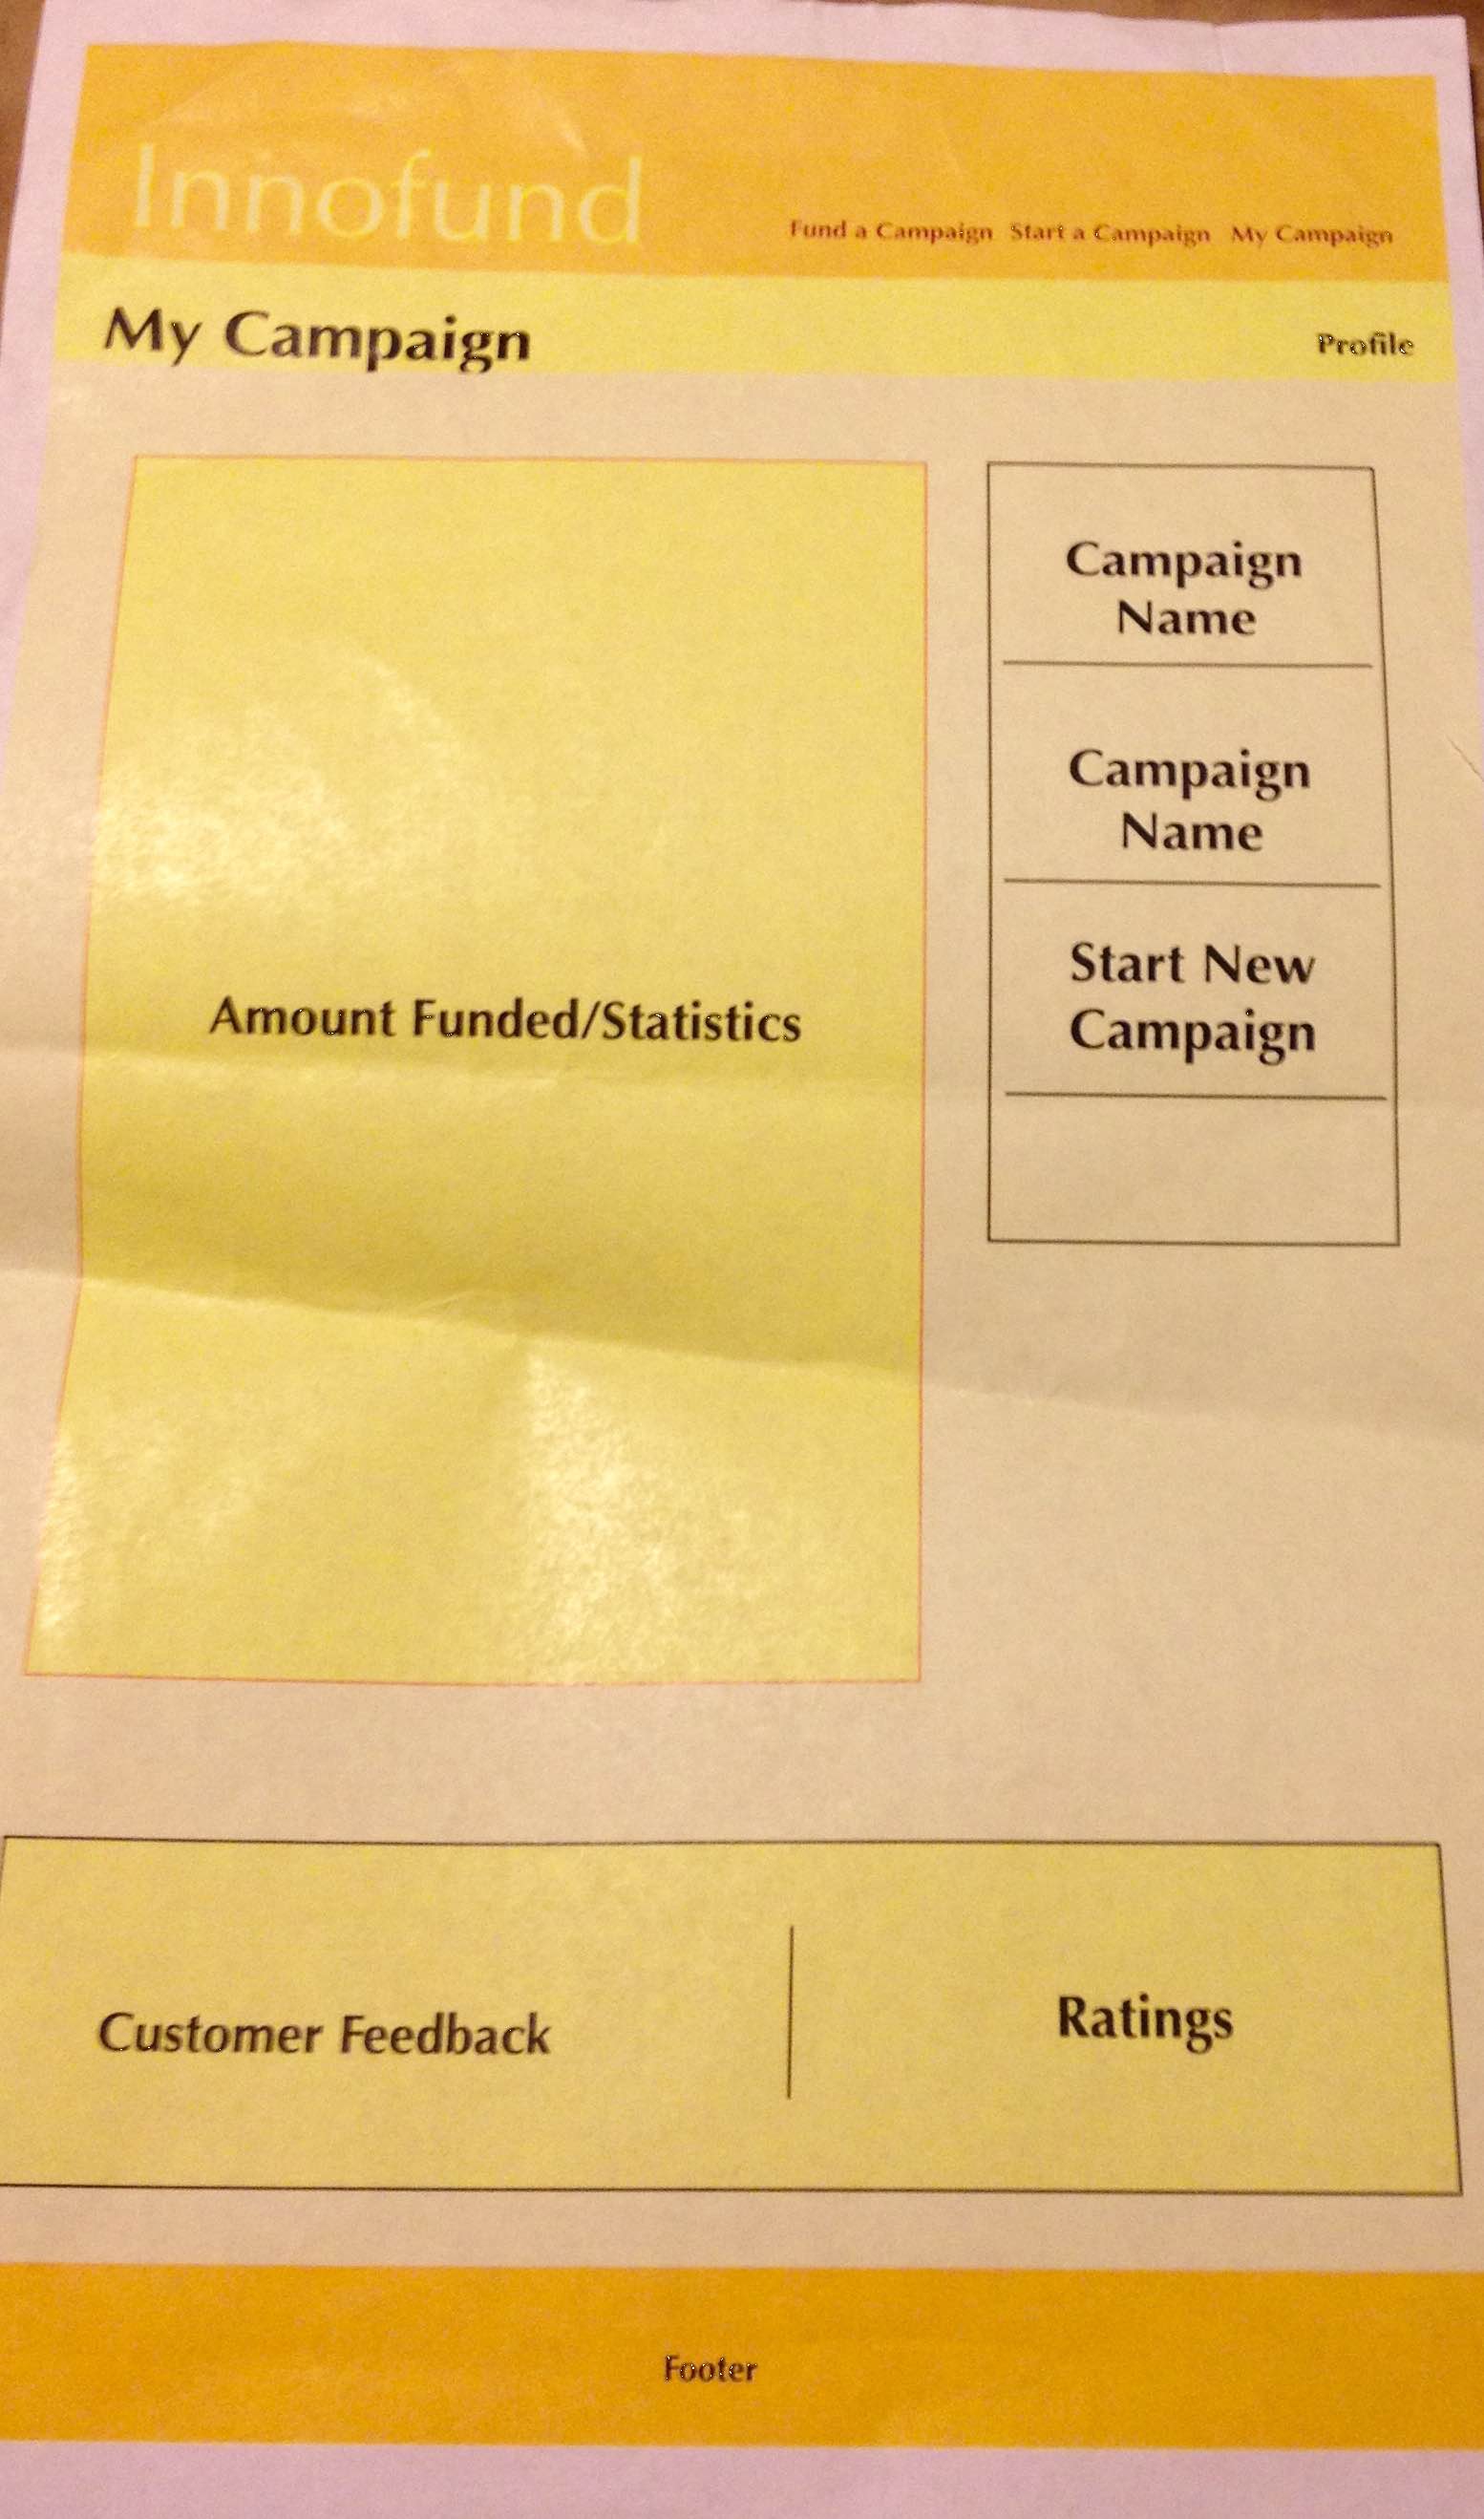 Innofund
Fund a Campaign Start a Campaign My Campaign
My Campaign
Profile
Amount Funded/Statistics
Campaign
Name
Campaign
Name
Start New
Campaign
Customer Feedback
Ratings
Footer